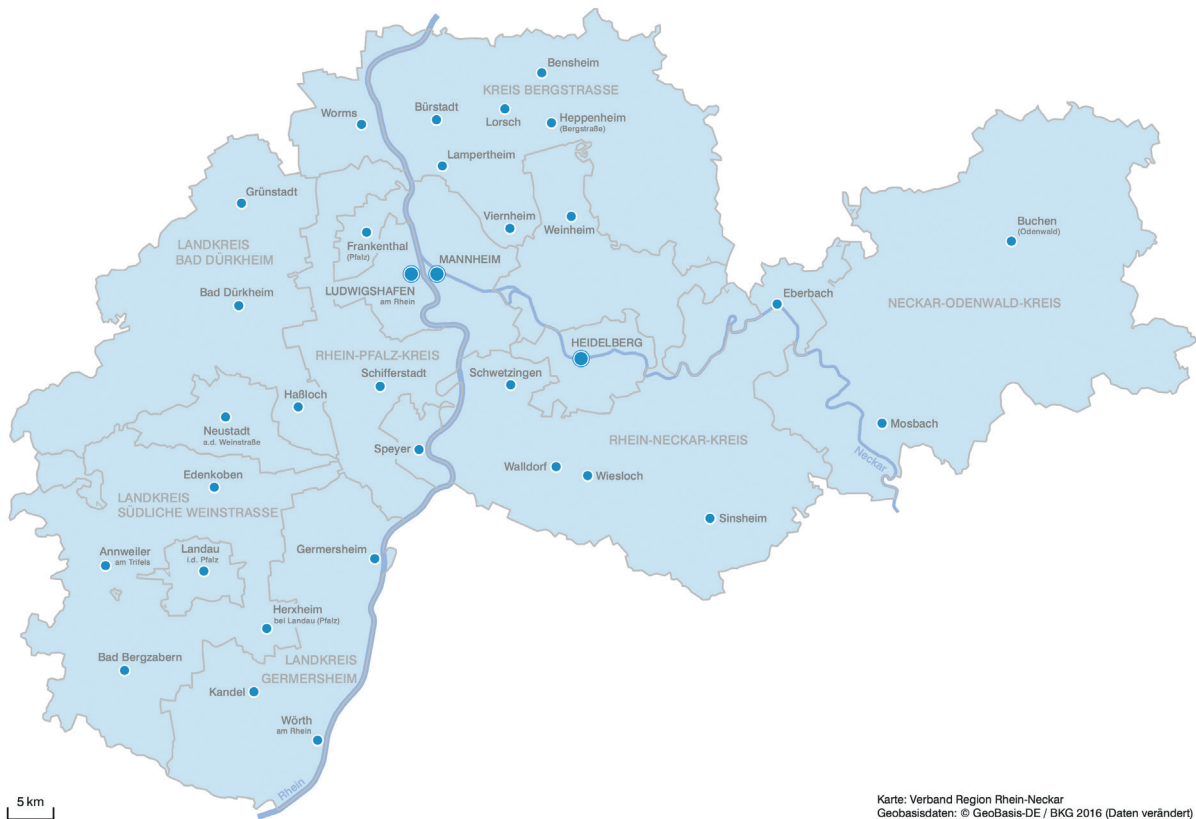 Bensheim
KREIS BERGSTRASSE
Worms
Bürstadt
Lorsch
Heppenheim
(Bergstraße)
Lampertheim
Grünstadt
Viernheim
Weinheim
Buchen
(Odenwald)
LANDKREIS
BAD DÜRKHEIM
Frankenthal
(Pfalz)
MANNHEIM
LUDWIGSHAFEN
am Rhein
Bad Dürkheim
Eberbach
NECKAR-ODENWALD-KREIS
HEIDELBERG
RHEIN-PFALZ-KREIS
Schifferstadt
Schwetzingen
Haßloch
Neustadt
a.d. Weinstraße
Mosbach
RHEIN-NECKAR-KREIS
Speyer
Neckar
Walldorf
Wiesloch
Edenkoben
LANDKREIS
SÜDLICHE WEINSTRASSE
Sinsheim
Annweiler
am Trifels
Landau
i.d. Pfalz
Germersheim
Herxheim
bei Landau (Pfalz)
Bad Bergzabern
LANDKREIS
GERMERSHEIM
Kandel
Wörth
am Rhein
Rhein
5 km
Karte: Verband Region Rhein-Neckar
Geobasisdaten: © GeoBasis-DE / BKG 2016 (Daten verändert)